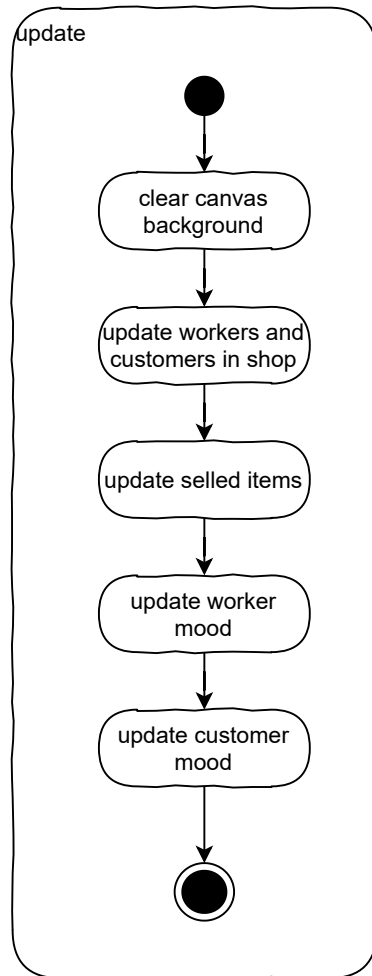 update
clear canvas
background
update workers and
customers in shop
update selled items
update worker
mood
update customer
mood